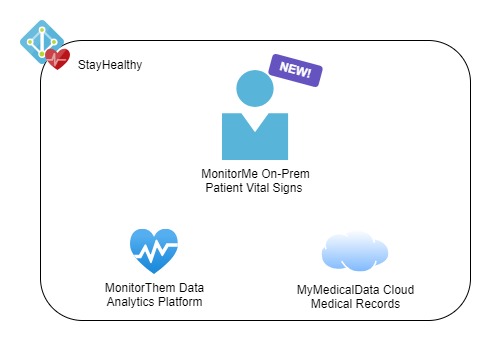 StayHealthy
NEW!
MonitorMe On-Prem
Patient Vital Signs
MonitorThem Data
Analytics Platform
MyMedicalData Cloud
Medical Records